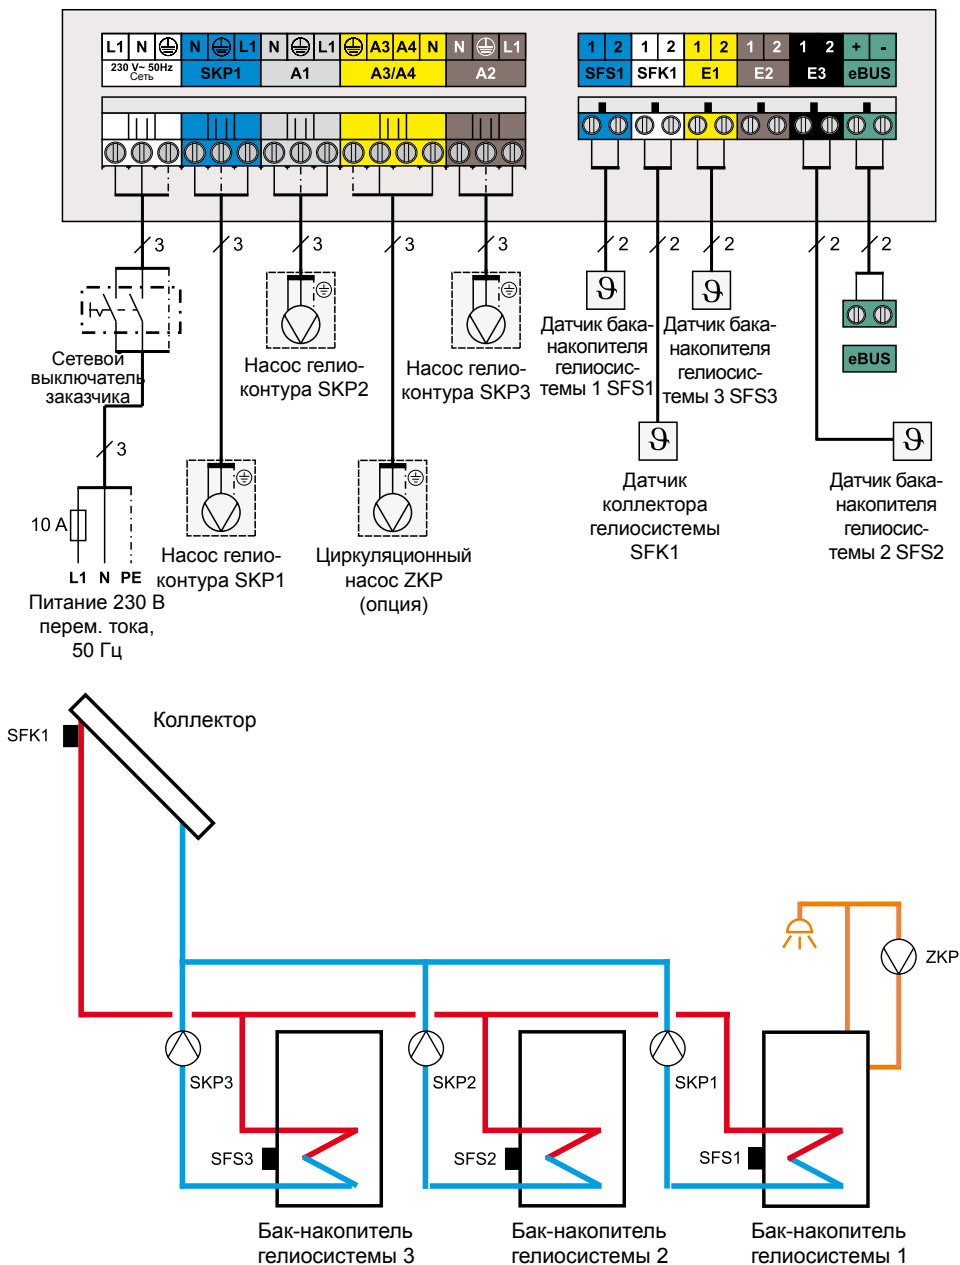 L1 N N L1 N L1 A3 A4 N N L1
230 V~ 50Hz
Сеть
SKP1 A1 A3/A4 A2
1 2 1 2 1 2 1 2 1 2 + -
SFS1 SFK1 E1 E2 E3 eBUS
3 3 3 3 3 2 2 2 2 2
Сетевой
выключатель
заказчика
3
10 A
L1 N PE
Питание 230 В
перем. тока,
50 Гц
Насос гелио-
контура SKP1
Насос гелио-
контура SKP2
Циркуляционный
насос ZKP
(опция)
Насос гелио-
контура SKP3
ϑ
Датчик бака-
накопителя
гелиосис-
темы 1 SFS1
ϑ
Датчик
коллектора
гелиосистемы
SFK1
ϑ
Датчик бака-
накопителя
гелиосис-
темы 3 SFS3
eBUS
ϑ
Датчик бака-
накопителя
гелиосис-
темы 2 SFS2
SFK1
Коллектор
ZKP
SKP3
SKP2
SKP1
SFS3
SFS2
SFS1
Бак-накопитель
гелиосистемы 3
Бак-накопитель
гелиосистемы 2
Бак-накопитель
гелиосистемы 1